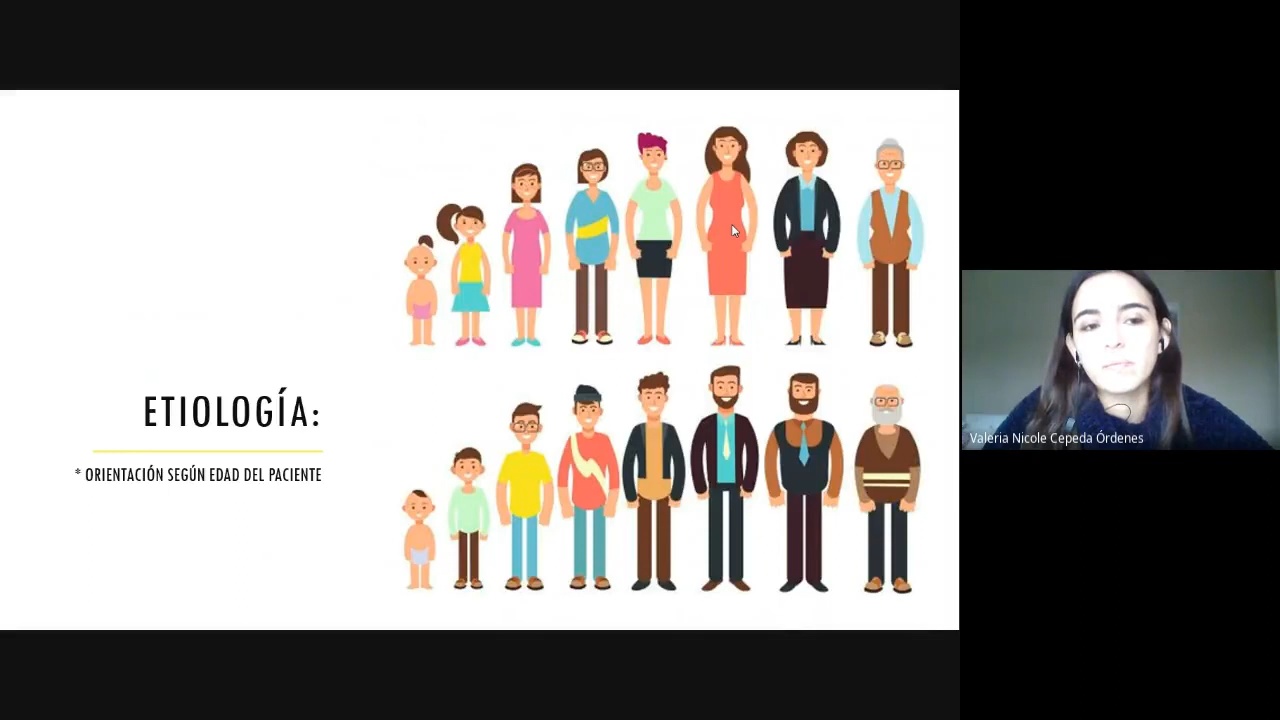 ETIOLOGÍA:
* ORIENTACIÓN SEGÚN EDAD DEL PACIENTE
Valeria Nicole Cepeda Órdenes